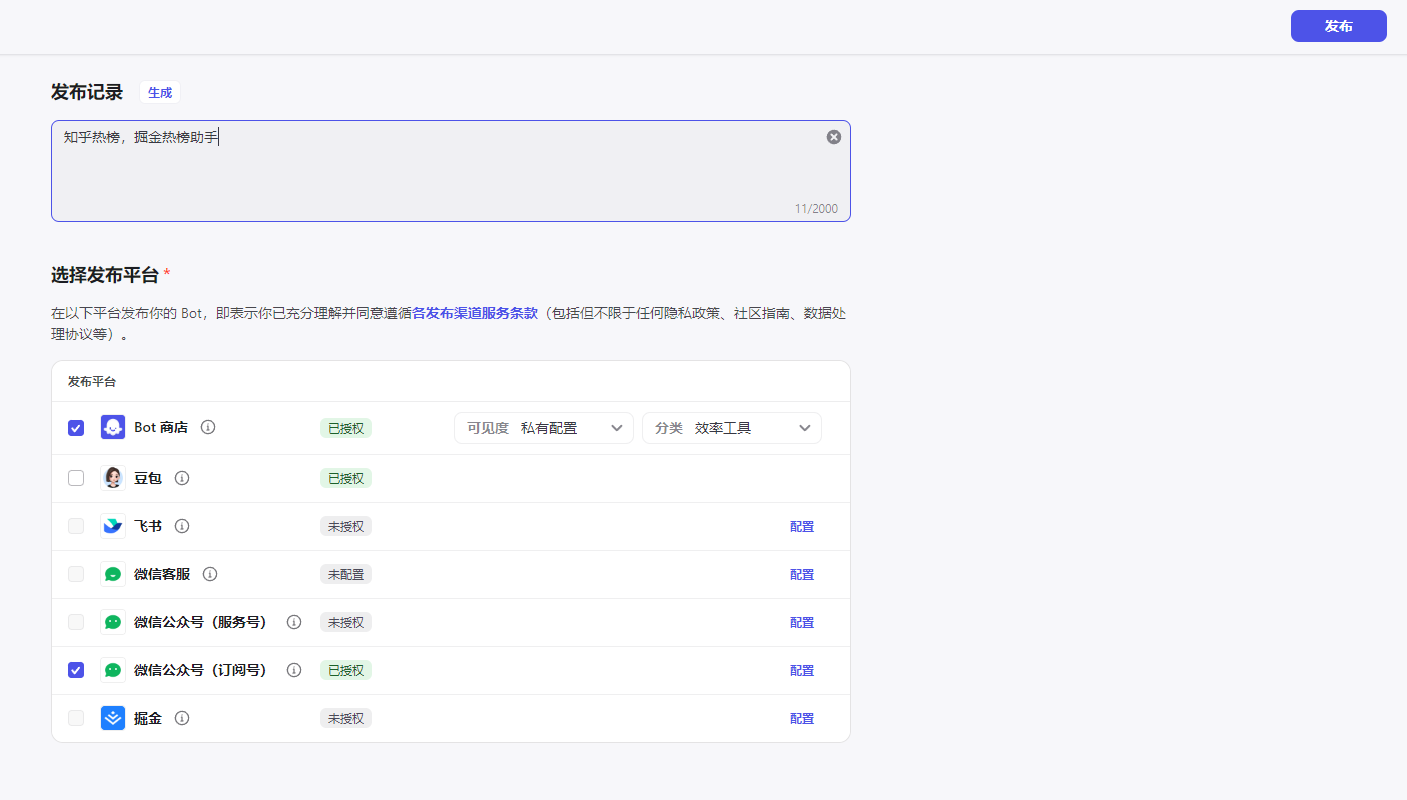 发布
发布记录 生成
知乎热榜，掘金热榜助手
11/2000
选择发布平台*
在以下平台发布你的 Bot，即表示你已充分理解并同意遵循各发布渠道服务条款（包括但不限于任何隐私政策、社区指南、数据处
理协议等）。
发布平台
Bot 商店 已授权 可见度 私有配置 分类 效率工具
豆包 已授权
飞书 未授权 配置
微信客服 未配置 配置
微信公众号（服务号） 未授权 配置
微信公众号（订阅号） 已授权 配置
掘金 未授权 配置